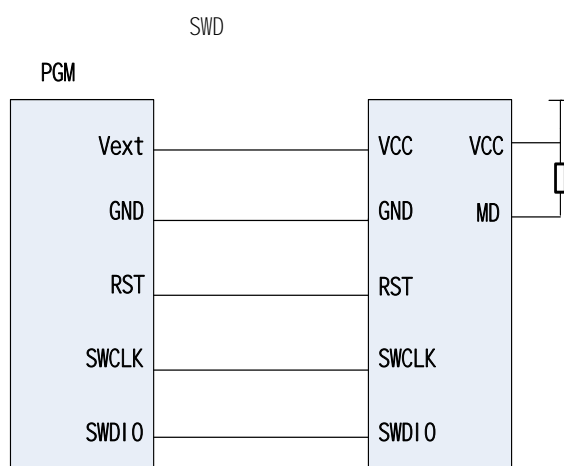 SWD
PGM
Vext VCC VCC
GND GND MD
RST RST
SWCLK SWCLK
SWDIO SWDIO